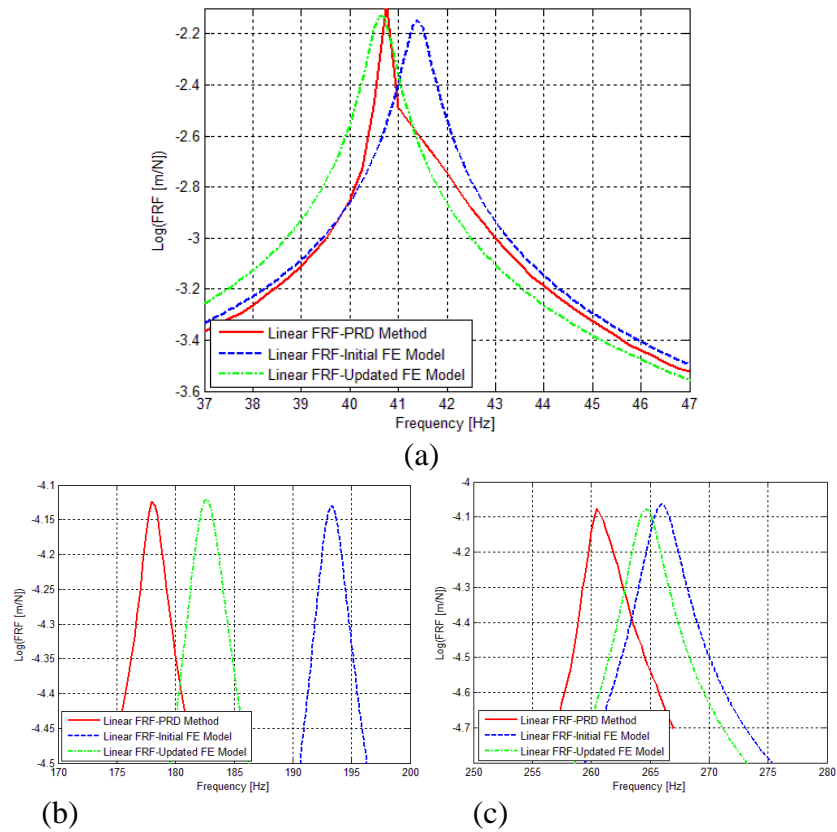 -2.2
-2.4
-2.6
-2.8
-3
-3.2
-3.4
-3.6
Log(FRF [m/N])
Linear FRF-PRD Method
Linear FRF-Initial FE Model
Linear FRF-Updated FE Model
37 38 39 40 41 42 43 44 45 46 47
Frequency [Hz]
(a)
-4.1
-4.15
-4.2
-4.25
-4.3
-4.35
-4.4
-4.45
-4.5
Log(FRF [m/N])
Linear FRF-PRD Method
Linear FRF-Initial FE Model
Linear FRF-Updated FE Model
170 175 180 185 190 195 200
Frequency [Hz]
(b)
-4
-4.1
-4.2
-4.3
-4.4
-4.5
-4.6
-4.7
Log(FRF [m/N])
Linear FRF-PRD Method
Linear FRF-Initial FE Model
Linear FRF-Updated FE Model
250 255 260 265 270 275 280
Frequency [Hz]
(c)